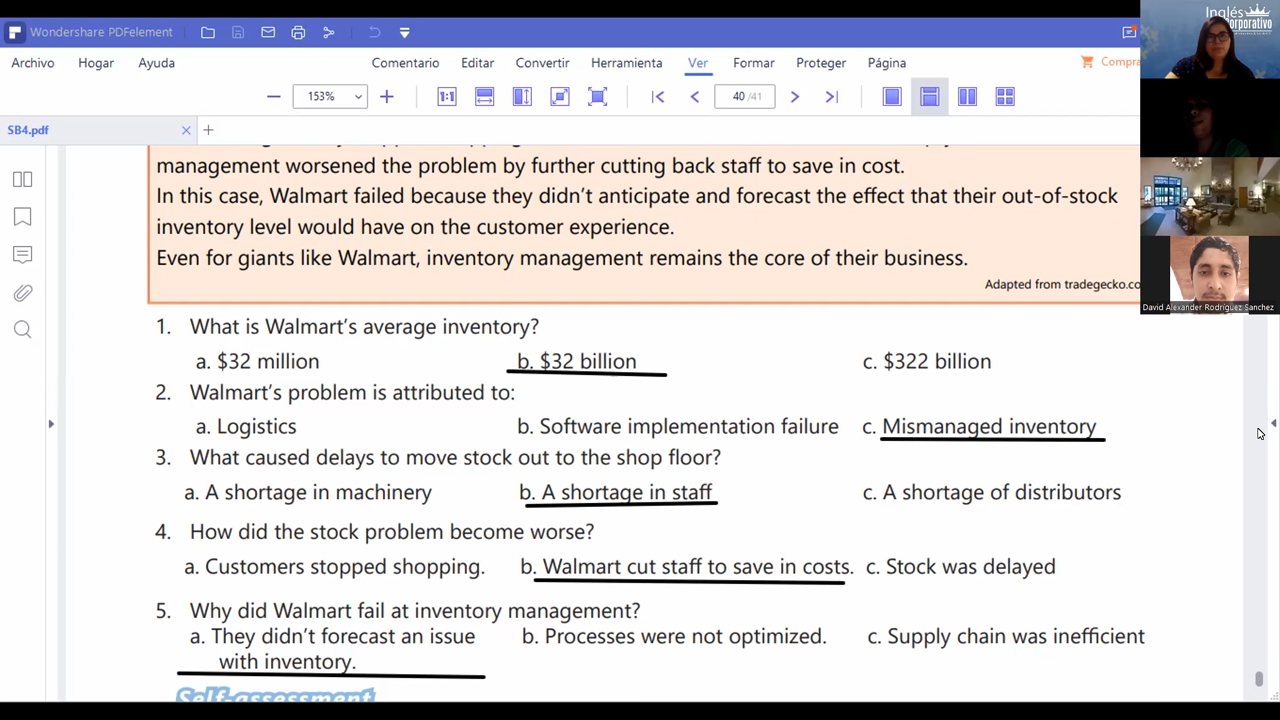 Wondershare PDFelement
Archivo Hogar Ayuda Comentario Editar Convertir Herramienta Ver Formar Proteger Página Compra
153% 1:1 40 /41
SB4.pdf
management worsened the problem by further cutting back staff to save in cost.
In this case, Walmart failed because they didn't anticipate and forecast the effect that their out-of-stock
inventory level would have on the customer experience.
Even for giants like Walmart, inventory management remains the core of their business.
Adapted from tradegecko.co
1. What is Walmart's average inventory?
a. $32 million b. $32 billion c. $322 billion
2. Walmart's problem is attributed to:
a. Logistics b. Software implementation failure c. Mismanaged inventory
3. What caused delays to move stock out to the shop floor?
a. A shortage in machinery b. A shortage in staff c. A shortage of distributors
4. How did the stock problem become worse?
a. Customers stopped shopping. b. Walmart cut staff to save in costs. c. Stock was delayed
5. Why did Walmart fail at inventory management?
a. They didn't forecast an issue b. Processes were not optimized. c. Supply chain was inefficient
with inventory.
Self-assessment
Inglés
orporativo
David Alexander Rodriguez Sanchez